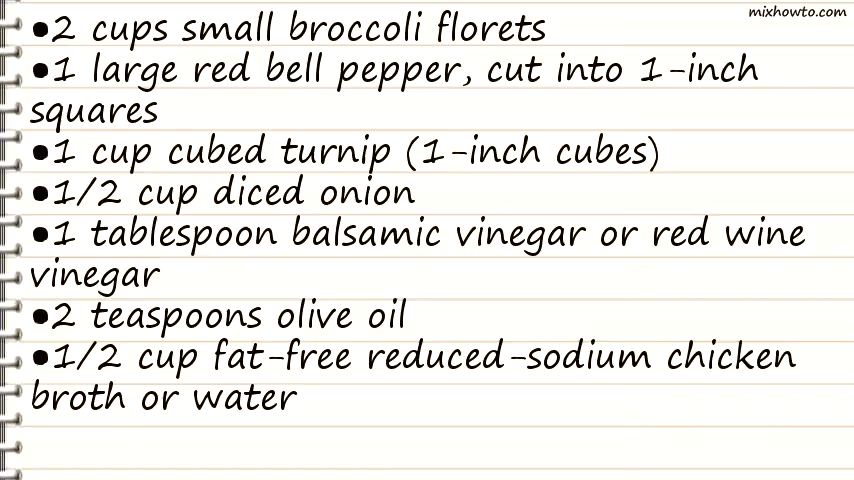 mixhowto.com
•2 cups small broccoli florets
•1 large red bell pepper, cut into 1-inch
squares
•1 cup cubed turnip (1-inch cubes)
•1/2 cup diced onion
•1 tablespoon balsamic vinegar or red wine
vinegar
•2 teaspoons olive oil
•1/2 cup fat-free reduced-sodium chicken
broth or water